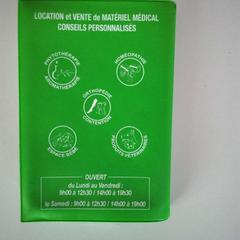 LOCATION et VENTE de MATÉRIEL MÉDICAL
CONSEILS PERSONNALISÉS
PHYTOTHÉRAPIE
AROMATHÉRAPIE
HOMÉOPATHIE
ORTHOPÉDIE
CONTENTION
ESPACE BÉBÉ
PRODUITS VÉTÉRINAIRES
OUVERT
du Lundi au Vendredi :
9h00 à 12h30 / 14h00 à 19h30
le Samedi : 9h00 à 12h30 / 14h00 à 19h00